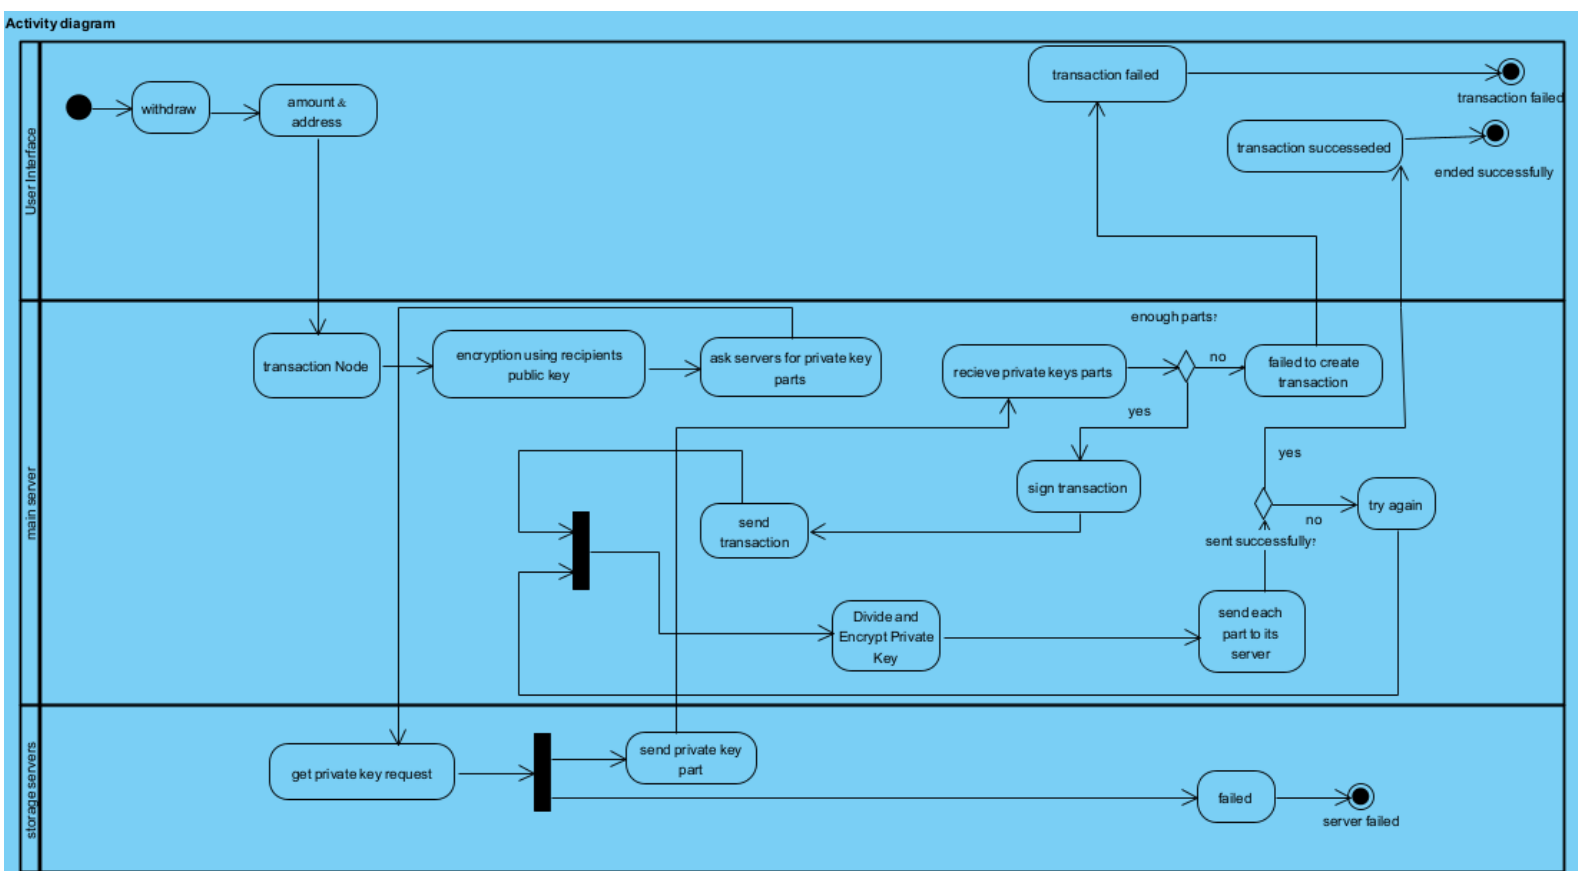 Activity diagram
User Interface
withdraw
amount &
address
transaction failed
transaction failed
transaction successeded
ended successfully
main server
transaction Node
encryption using recipients
public key
ask servers for private key
parts
recieve private keys parts
enough parts?
no
failed to create
transaction
yes
sign transaction
send
transaction
yes
no
try again
sent successfully?
Divide and
Encrypt Private
Key
send each
part to its
server
storage servers
get private key request
send private key
part
failed
server failed